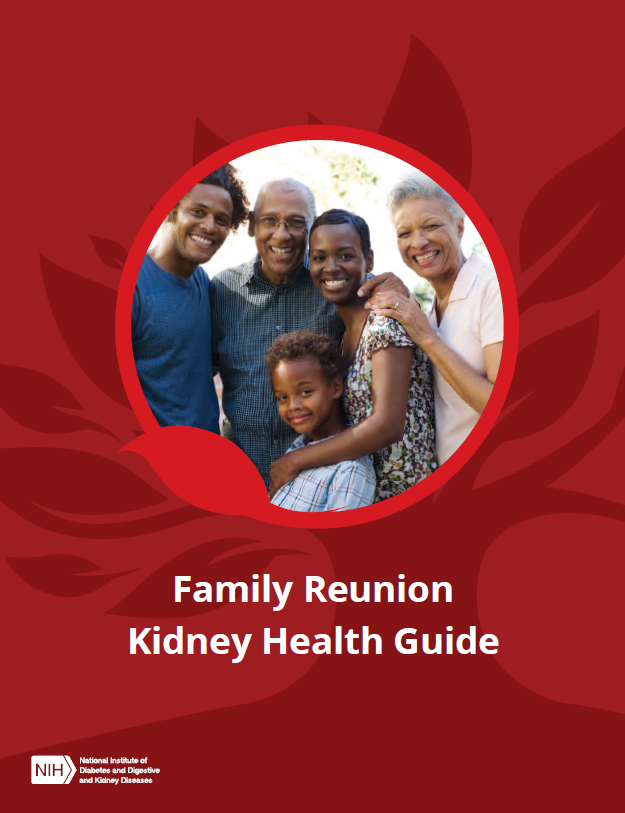 Family Reunion
Kidney Health Guide
NIH
National Institute of
Diabetes and Digestive
and Kidney Diseases